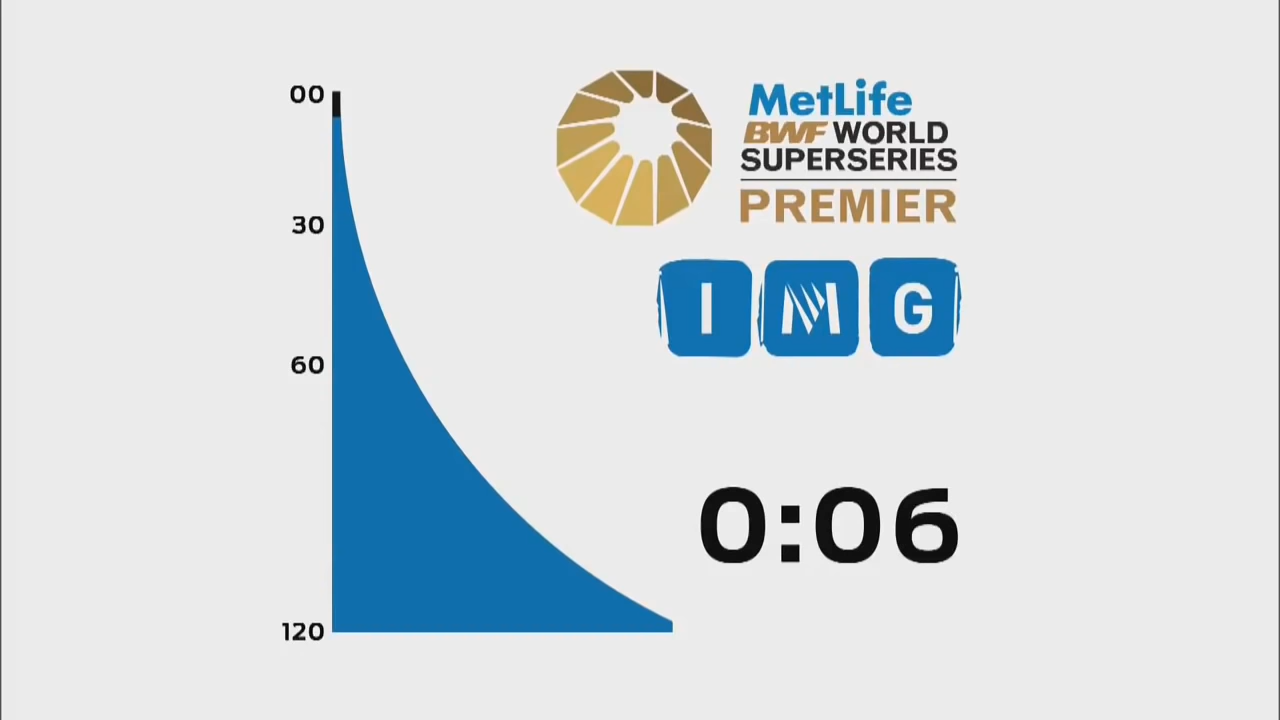 00
30
60
120
MetLife
BWF WORLD
SUPERSERIES
PREMIER
I M G
0:06